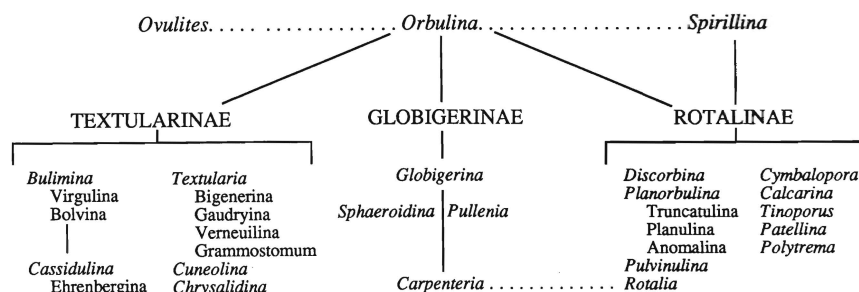 Ovulites. . . . . . . . . . . . . . . . . Orbulina. . . . . . . . . . . . . . . . . . . . Spirillina
TEXTULARINAE GLOBIGERINAE ROTALINAE
Bulimina Textularia Globigerina Discorbina Cymbalopora
Virgulina Bigenerina Planorbulina Calcarina
Bolvina Gaudryina Sphaeroidina Pullenia Truncatulina Tinoporus
Verneuilina Planulina Patellina
Grammostomum Anomalina Polytrema
Cassidulina Cuneolina Pulvinulina
Ehrenbergina Chrysalidina Carpenteria . . . . . . . . . . . . Rotalia